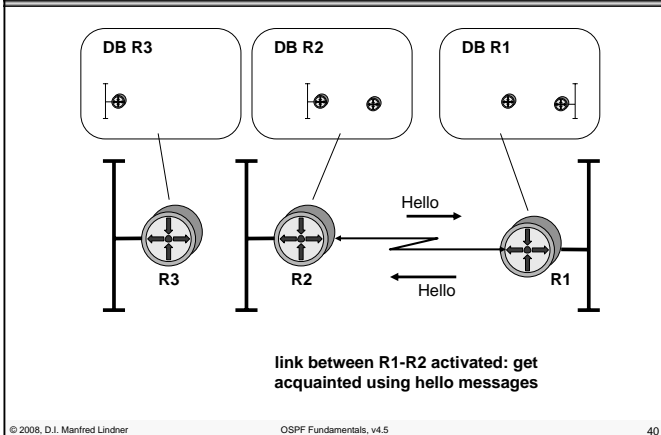 DB R3
DB R2
DB R1
Hello
R3
R2
R1
Hello
link between R1-R2 activated: get
acquainted using hello messages
© 2008, D.I. Manfred Lindner
OSPF Fundamentals, v4.5
40